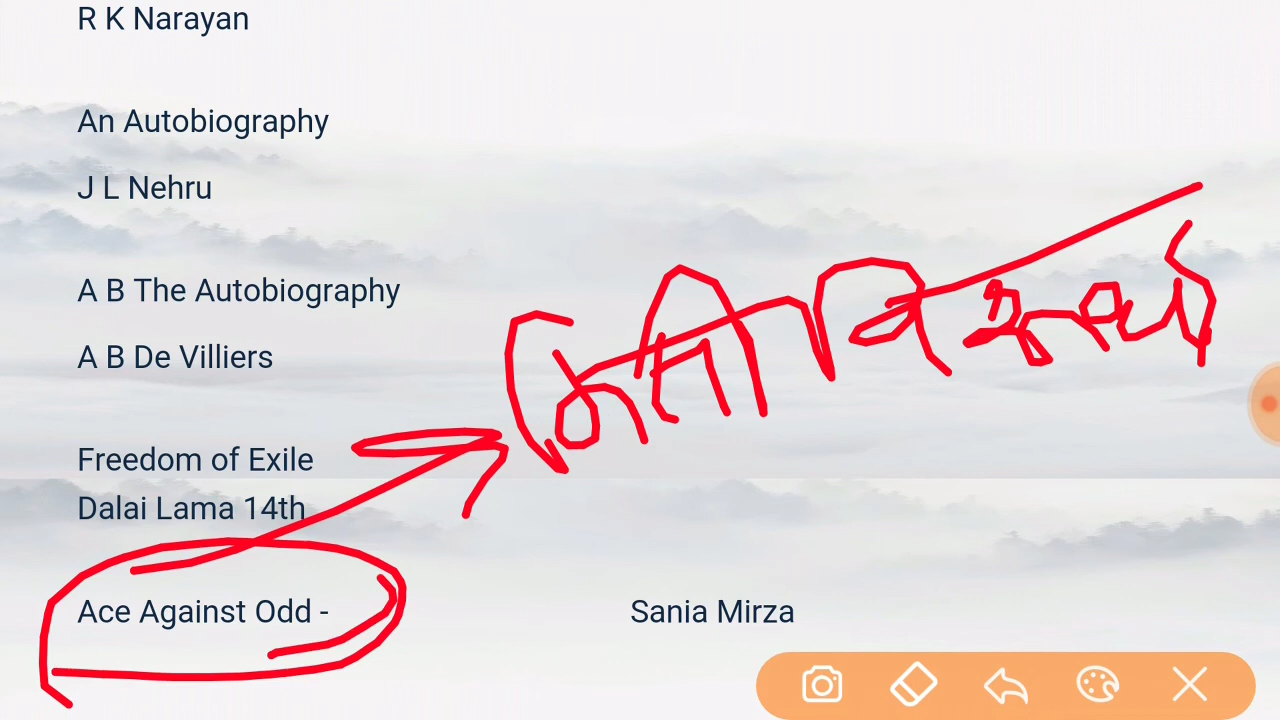 R K Narayan
An Autobiography
J L Nehru
A B The Autobiography
A B De Villiers
Freedom of Exile
Dalai Lama 14th
Ace Against Odd - Sania Mirza